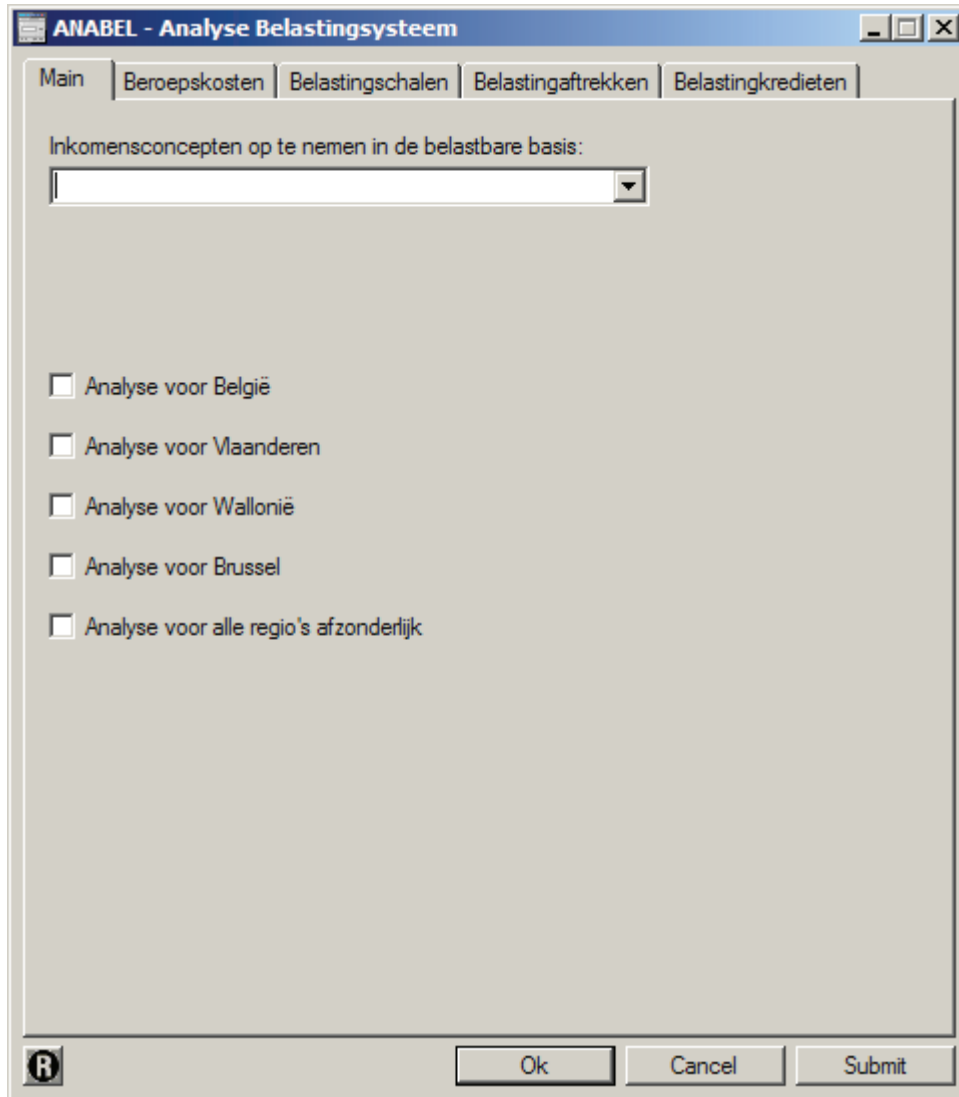 ANABEL - Analyse Belastingsysteem
Main Beroepskosten Belastingschalen Belastingaftrekken Belastingkredieten
Inkomensconcepten op te nemen in de belastbare basis:
Analyse voor België
Analyse voor Vlaanderen
Analyse voor Wallonië
Analyse voor Brussel
Analyse voor alle regio's afzonderlijk
R Ok Cancel Submit